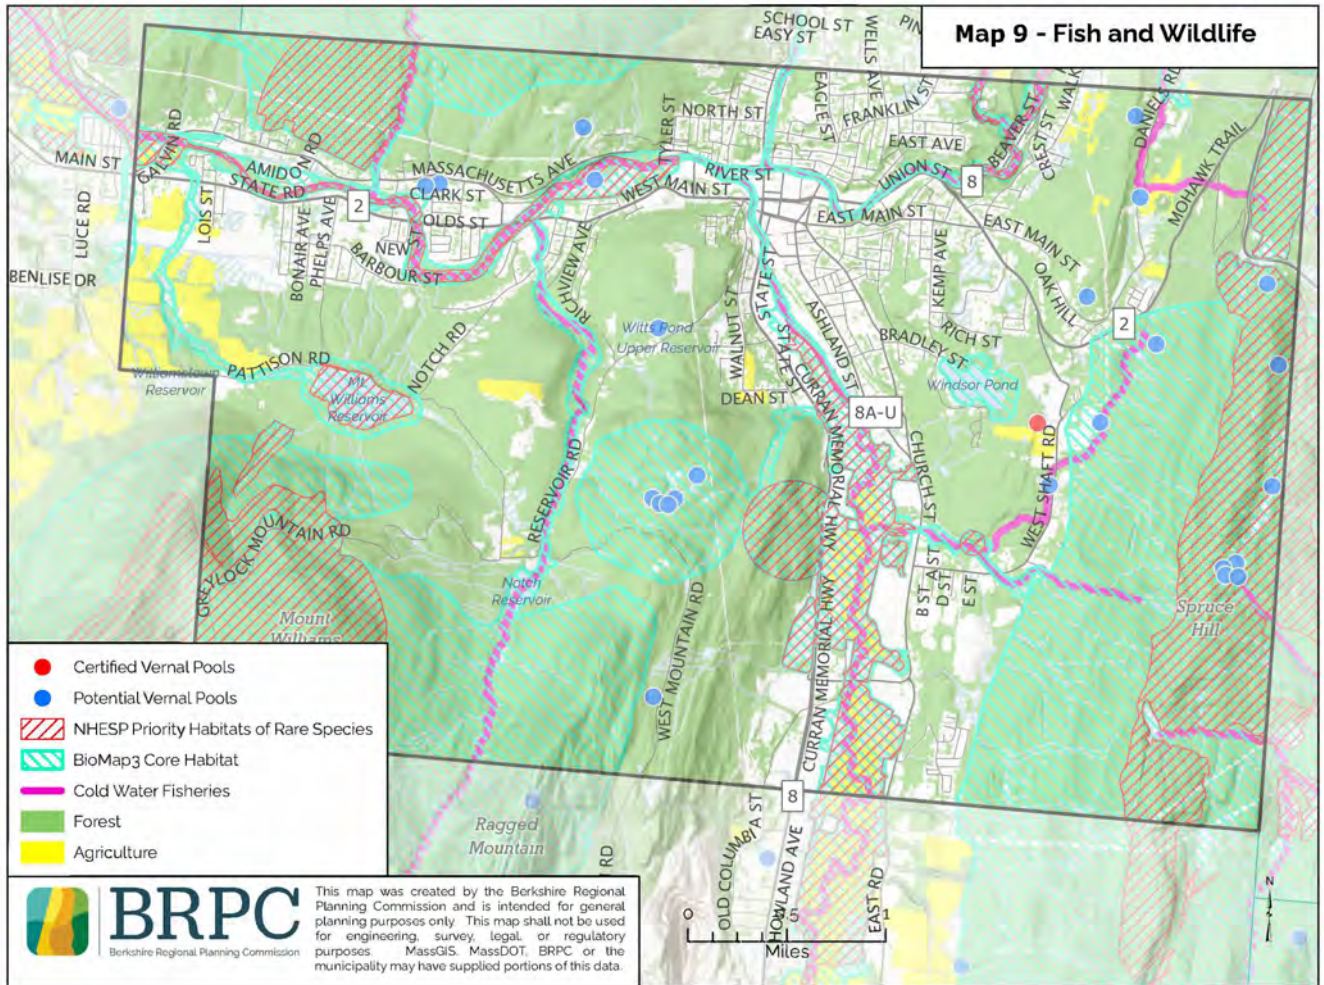 Map 9 - Fish and Wildlife
SCHOOL ST
EASY ST
WELLS AVE
PIN
NORTH ST
EAGLE ST
FRANKLIN ST
EAST AVE
BEAVER ST
CREST ST
WALK
DANIELS RD
MOHAWK TRAIL
TYLER ST
RIVER ST
UNION ST
8
MAIN ST
GALVIN RD
AMIDON RD
STATE RD
MASSACHUSETTS AVE
CLARK ST
WEST MAIN ST
2
OLDS ST
EAST MAIN ST
EAST MAIN ST
LUCE RD
LOIS ST
BONAIR AVE
PHELPS AVE
NEW ST
BARBOUR ST
RICHVIEW AVE
STATE ST
KEMP AVE
OAK HILL
BENLISE DR
WALNUT ST
STATE ST
ASHLAND ST
RICH ST
BRADLEY ST
2
Witts Pond
Upper Reservoir
PATTISON RD
NOTCH RD
Williamstown
Reservoir
Mt
Williams
Reservoir
Windsor Pond
DEAN ST
CURRAN MEMORIAL HWY
8A-U
CHURCH ST
WEST SHAFT RD
RESERVOIR RD
GREYLOCK MOUNTAIN RD
Notch
Reservoir
B ST
A ST
D ST
E ST
WEST MOUNTAIN RD
CURRAN MEMORIAL HWY
Spruce
Hill
Mount
Williams
Certified Vernal Pools
Potential Vernal Pools
NHESP Priority Habitats of Rare Species
BioMap3 Core Habitat
Cold Water Fisheries
Forest
Agriculture
8
Ragged
Mountain
RD
OLD COLUMBIA ST
HOWLAND AVE
EAST RD
0
0.5
1
Miles
N
BRPC
Berkshire Regional Planning Commission
This map was created by the Berkshire Regional
Planning Commission and is intended for general
planning purposes only. This map shall not be used
for engineering, survey, legal, or regulatory
purposes. MassGIS, MassDOT, BRPC or the
municipality may have supplied portions of this data.